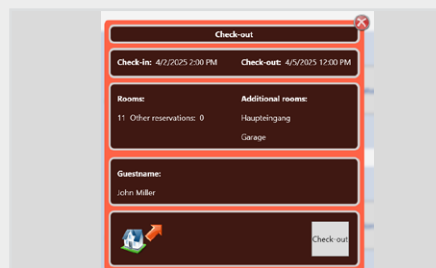 Check-out
Check-in: 4/2/2025 2:00 PM Check-out: 4/5/2025 12:00 PM
Rooms: Additional rooms:
11 Other reservations: 0 Haupteingang
Garage
Guestname:
John Miller
Check-out